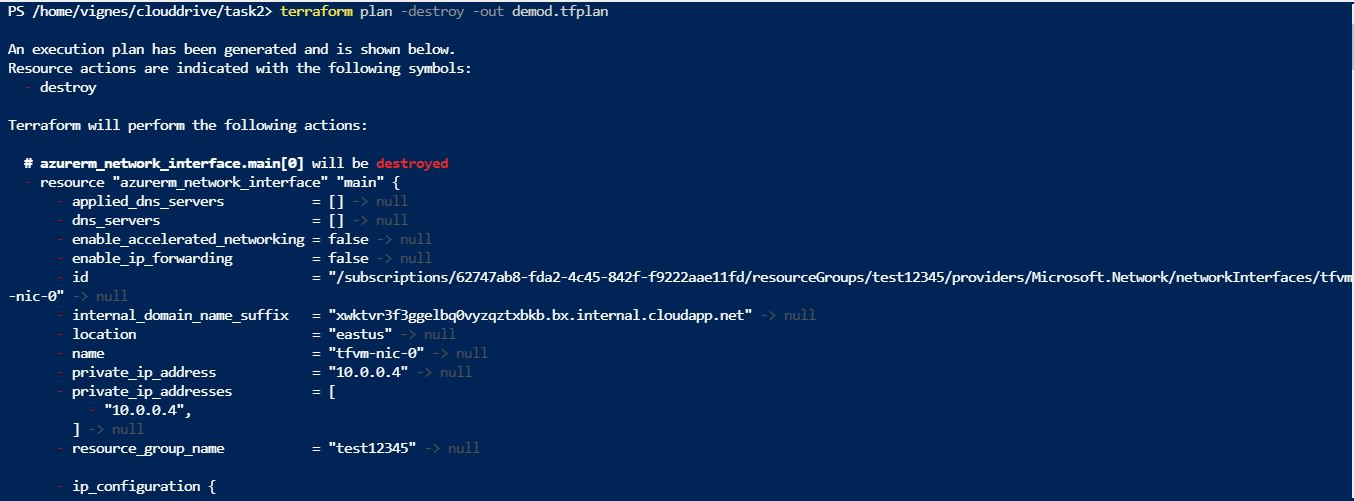 PS /home/vignes/clouddrive/task2> terraform plan -destroy -out demod.tfplan
An execution plan has been generated and is shown below.
Resource actions are indicated with the following symbols:
- destroy
Terraform will perform the following actions:
# azurerm_network_interface.main[0] will be destroyed
- resource "azurerm_network_interface" "main" {
- applied_dns_servers = [] -> null
- dns_servers = [] -> null
- enable_accelerated_networking = false -> null
- enable_ip_forwarding = false -> null
- id = "/subscriptions/62747ab8-fda2-4c45-842f-f9222aae11fd/resourceGroups/test12345/providers/Microsoft.Network/networkInterfaces/tfvm
-nic-0" -> null
- internal_domain_name_suffix = "xwktvr3f3ggelbq0vyzqztxbkb.bx.internal.cloudapp.net" -> null
- location = "eastus" -> null
- name = "tfvm-nic-0" -> null
- private_ip_address = "10.0.0.4" -> null
- private_ip_addresses = [
- "10.0.0.4",
] -> null
- resource_group_name = "test12345" -> null
- ip_configuration {